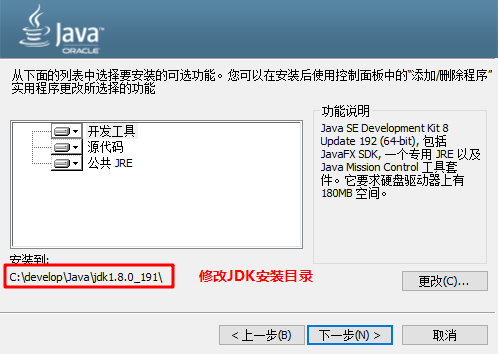 Java
ORACLE
从下面的列表中选择要安装的可选功能。您可以在安装后使用控制面板中的“添加/删除程序”
实用程序更改所选择的功能
开发工具
源代码
公共 JRE
功能说明
Java SE Development Kit 8
Update 192 (64-bit), 包括
JavaFX SDK, 一个专用 JRE 以及
Java Mission Control 工具套
件。它要求硬盘驱动器上有
180MB 空间。
安装到:
C:\develop\Java\jdk1.8.0_191\
修改JDK安装目录
更改(C)...
< 上一步(B)
下一步(N) >
取消